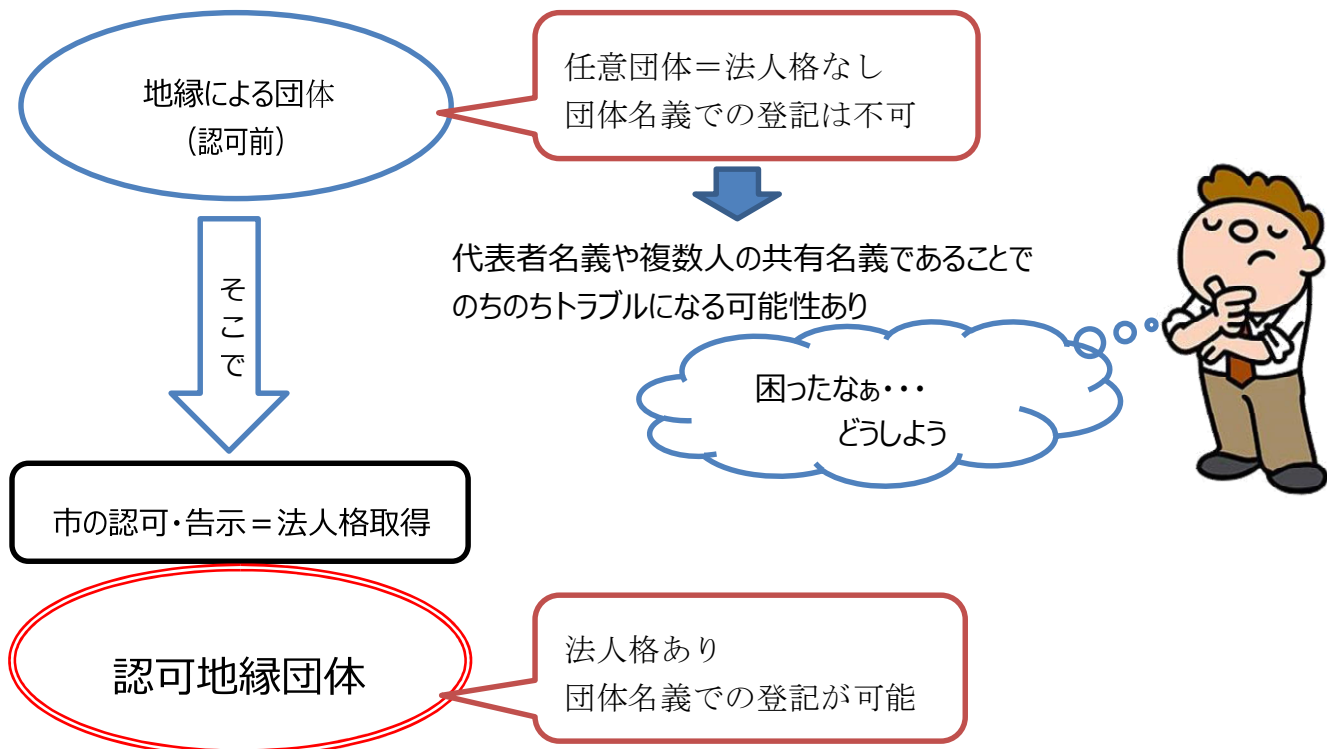 地縁による団体
(認可前)
任意団体＝法人格なし
団体名義での登記は不可
代表者名義や複数人の共有名義であることで
のちのちトラブルになる可能性あり
そこで
困ったなぁ・・・
どうしよう
市の認可・告示＝法人格取得
認可地縁団体
法人格あり
団体名義での登記が可能